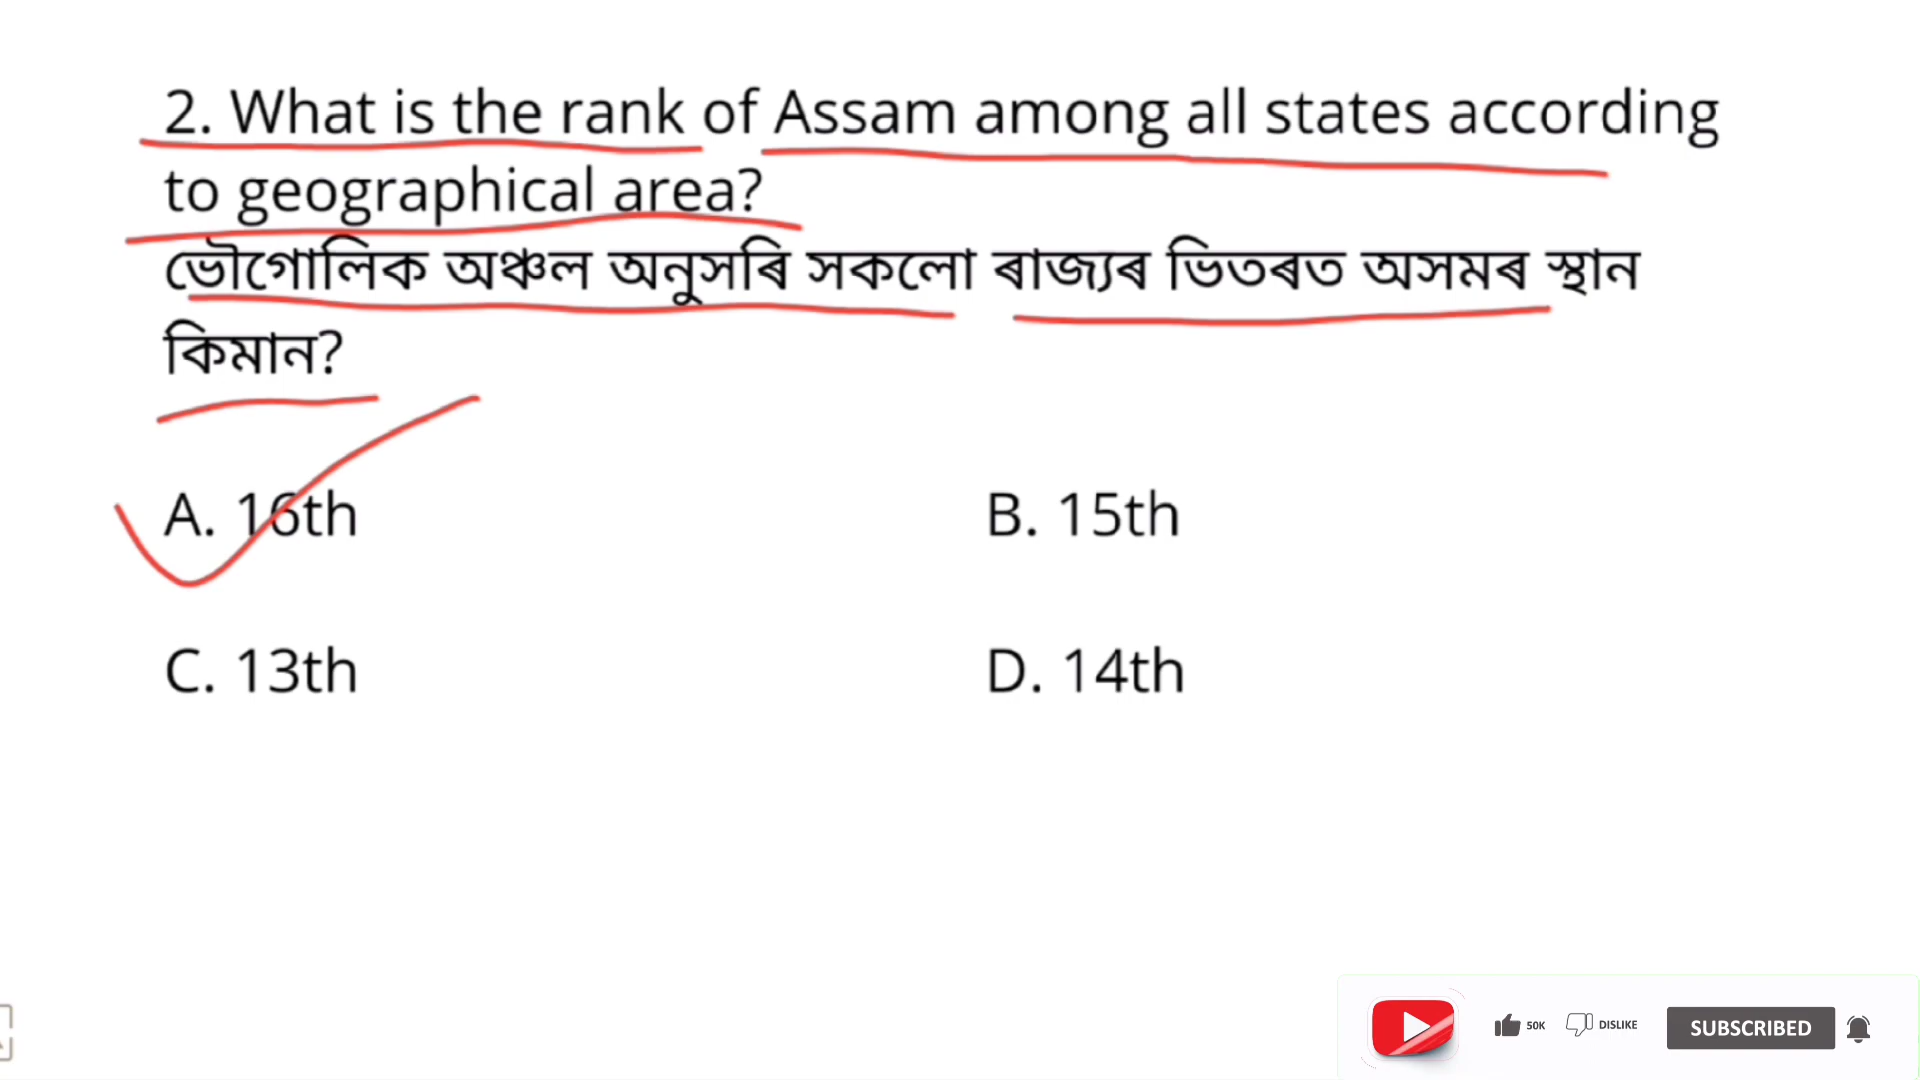 2. What is the rank of Assam among all states according
to geographical area?
ভৌগোলিক অঞ্চল অনুসৰি সকলো ৰাজ্যৰ ভিতৰত অসমৰ স্থান
কিমান?
A. 16th
B. 15th
C. 13th
D. 14th
50K DISLIKE SUBSCRIBED